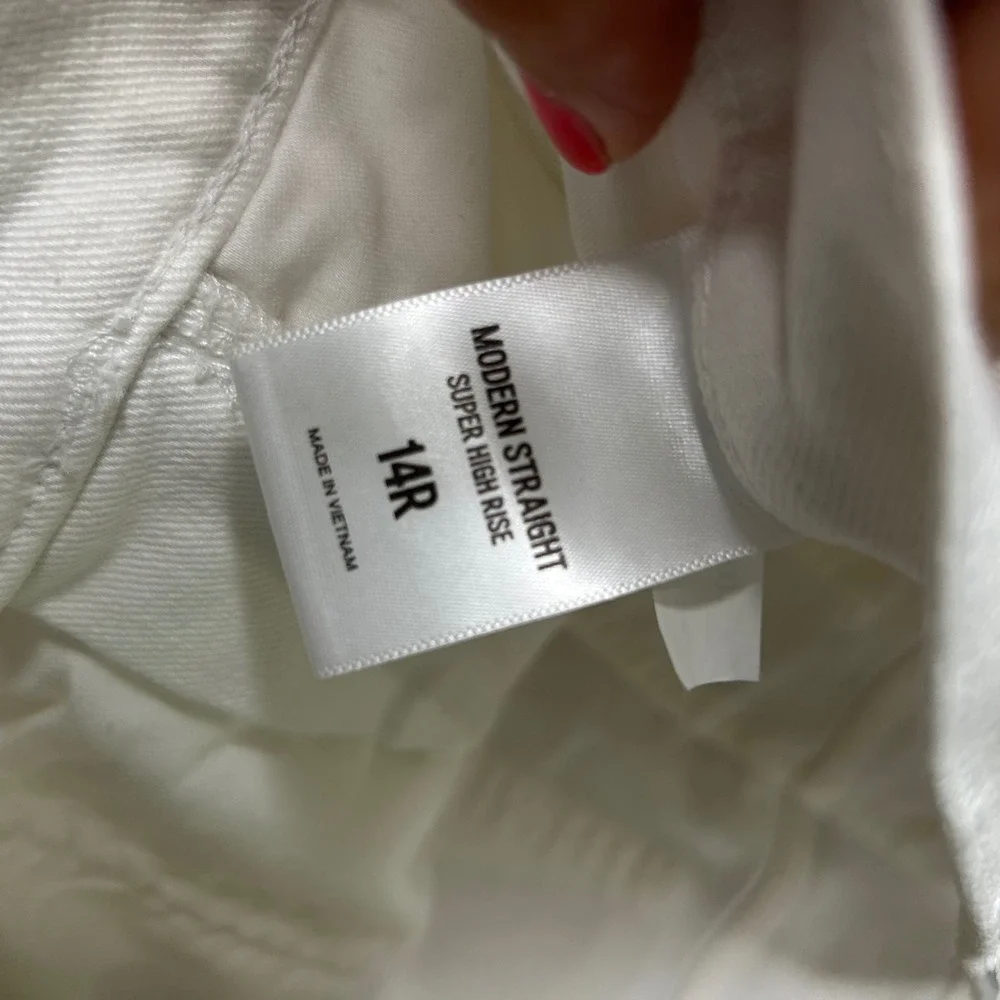 MODERN STRAIGHT
SUPER HIGH RISE
14R
MADE IN VIETNAM